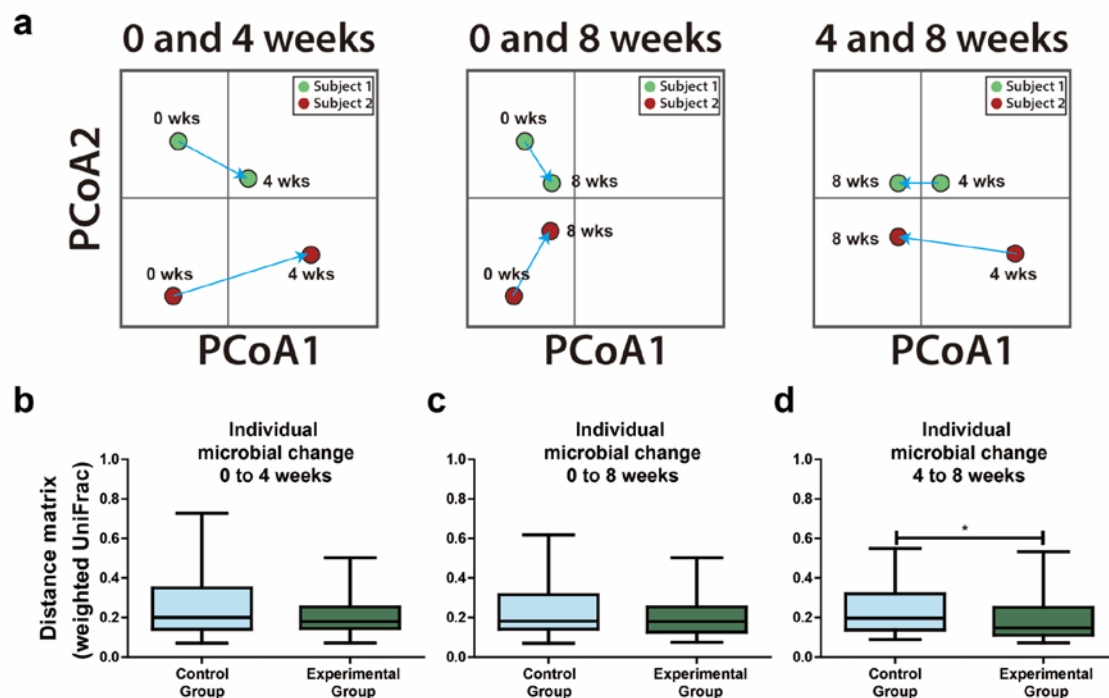 a
0 and 4 weeks
0 and 8 weeks
4 and 8 weeks
PCoA2
Subject 1
Subject 2
0 wks
4 wks
0 wks
4 wks
PCoA1
Subject 1
Subject 2
0 wks
8 wks
8 wks
0 wks
PCoA1
Subject 1
Subject 2
8 wks
4 wks
8 wks
4 wks
PCoA1
b
Individual
microbial change
0 to 4 weeks
Distance matrix
(weighted UniFrac)
1.0
0.8
0.6
0.4
0.2
0.0
Control
Group
Experimental
Group
c
Individual
microbial change
0 to 8 weeks
1.0
0.8
0.6
0.4
0.2
0.0
Control
Group
Experimental
Group
d
Individual
microbial change
4 to 8 weeks
1.0
0.8
0.6
0.4
0.2
0.0
*
Control
Group
Experimental
Group